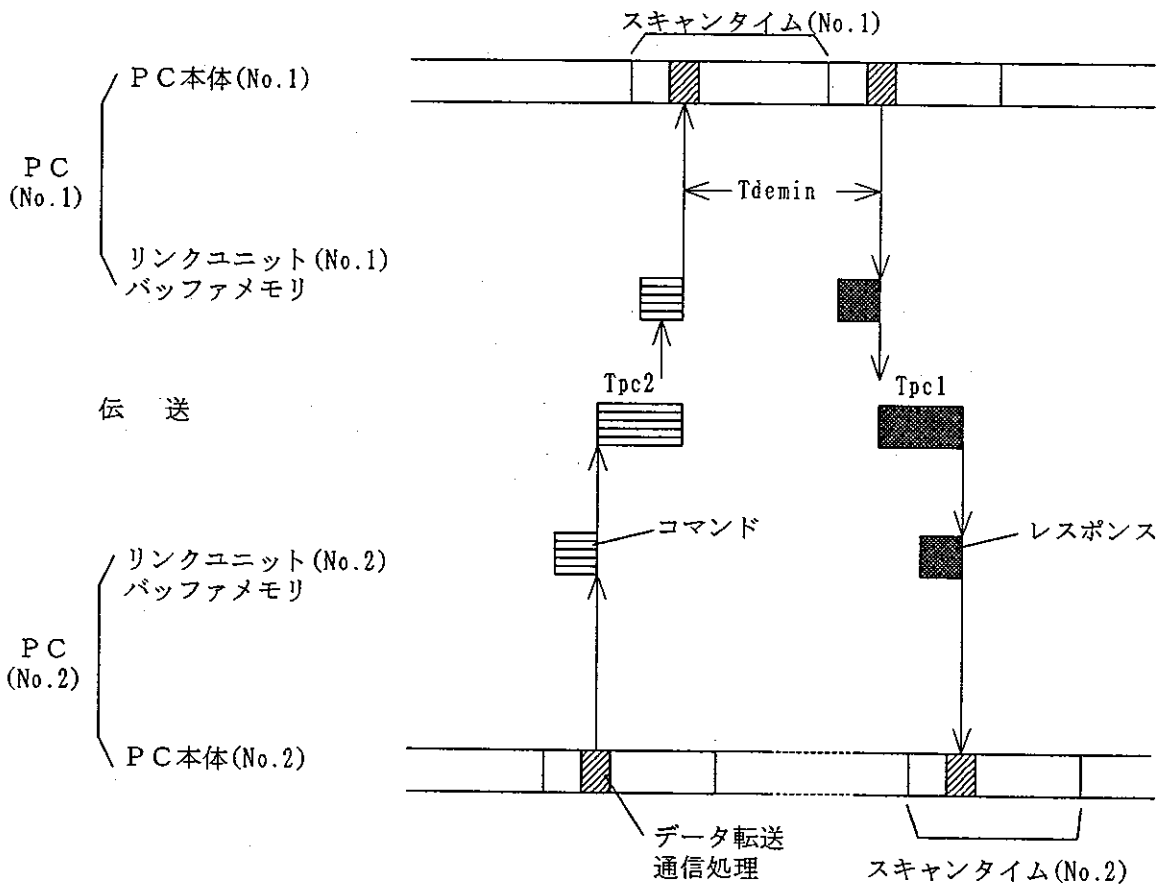 スキャンタイム(No.1)
ＰＣ本体(No.1)
ＰＣ
(No.1)
Tdemin
リンクユニット(No.1)
バッファメモリ
Tpc2
Tpc1
伝　送
コマンド
レスポンス
リンクユニット(No.2)
バッファメモリ
ＰＣ
(No.2)
ＰＣ本体(No.2)
データ転送
通信処理
スキャンタイム(No.2)